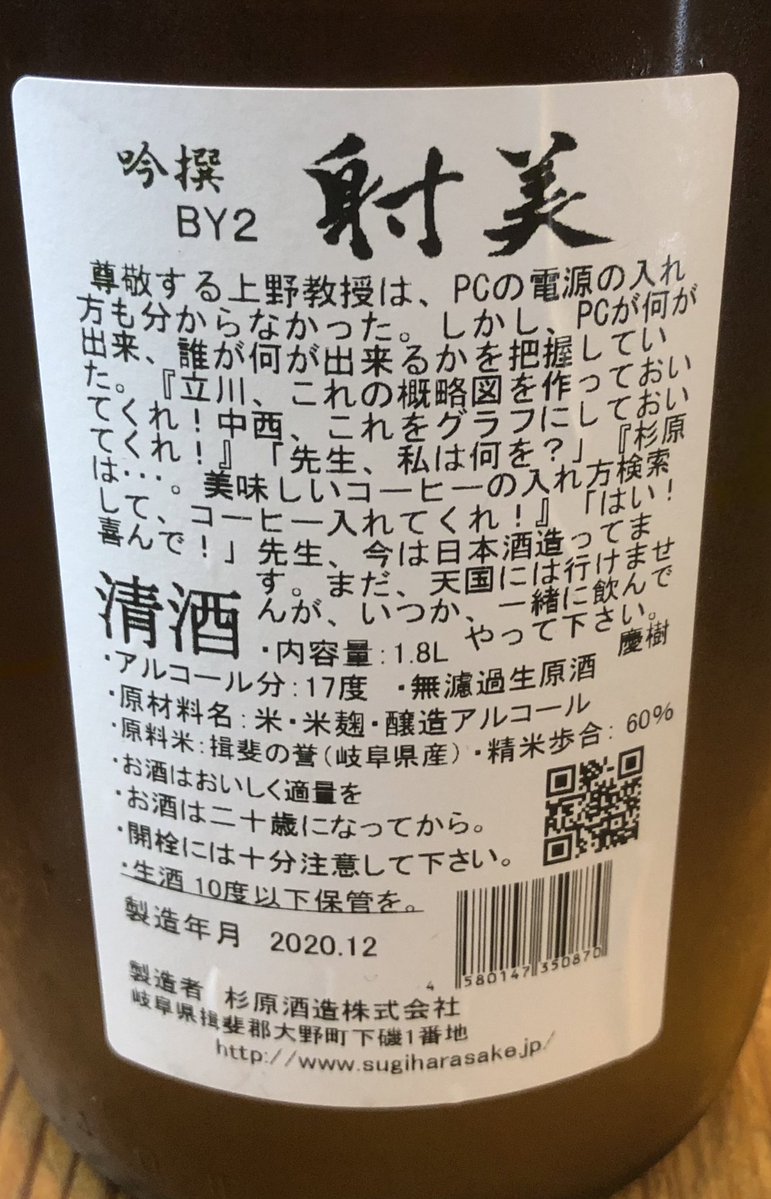 吟撰 射美
BY2
尊敬する上野教授は、PCの電源の入れ
方も分からなかった。しかし、PCが何が
出来、誰が何が出来るかを把握してい
た。『立川、これの概略図を作っておい
てくれ！中西、これをグラフにしておい
てくれ！』「先生、私は何を？」『杉原
は…。美味しいコーヒーの入れ方検索
して、コーヒー入れてくれ！』「はい！
喜んで！」先生、今は日本酒造ってま
す。まだ、天国には行けませ
んが、いつか、一緒に飲んで
やって下さい。
慶樹
清酒
・内容量：1.8L
・アルコール分：17度 ・無濾過生原酒
・原材料名：米・米麹・醸造アルコール
・原料米：揖斐の誉（岐阜県産）・精米歩合：60%
・お酒はおいしく適量を
・お酒は二十歳になってから。
・開栓には十分注意して下さい。
・生酒 10度以下保管を。
製造年月 2020.12
4 580147 350870
製造者 杉原酒造株式会社
岐阜県揖斐郡大野町下磯1番地
http://www.sugiharasake.jp/